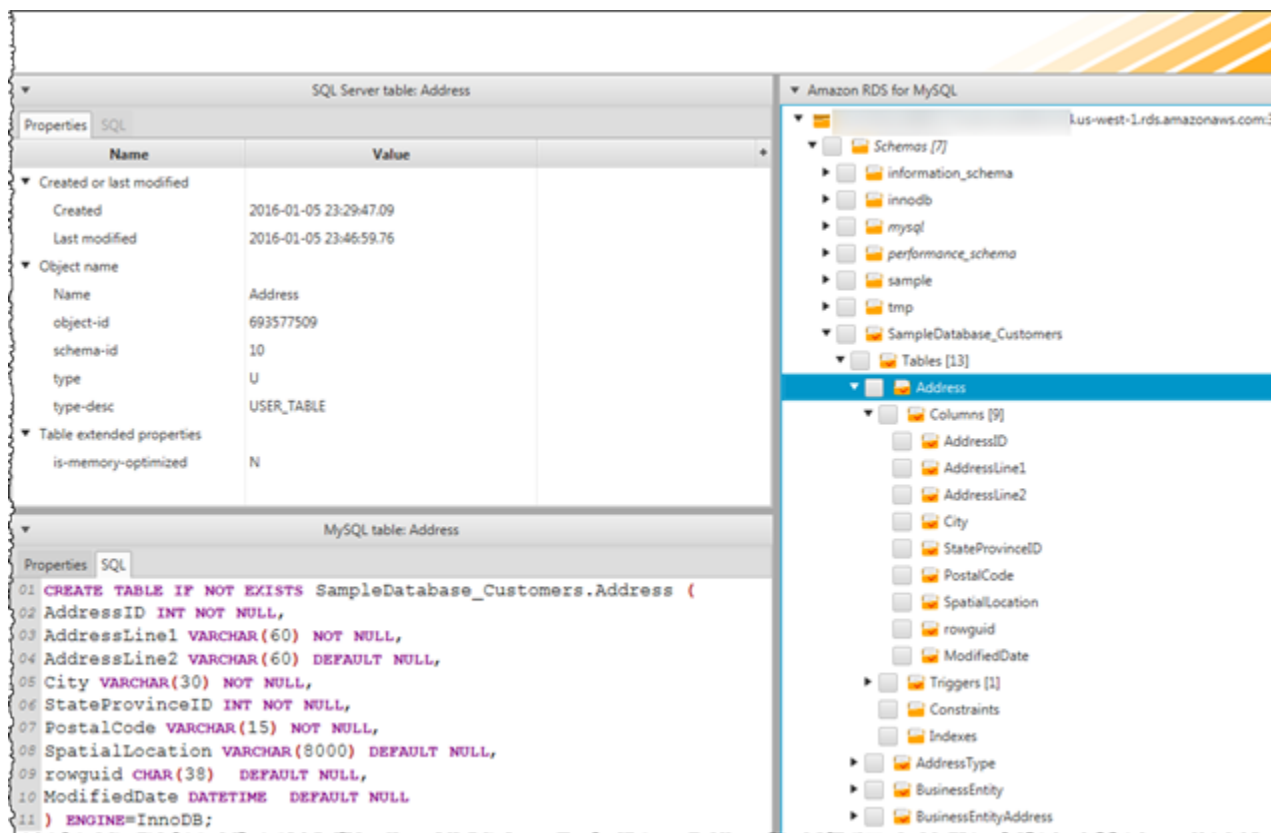 SQL Server table: Address
Properties SQL
Name Value
Created or last modified
Created 2016-01-05 23:29:47.09
Last modified 2016-01-05 23:46:59.76
Object name
Name Address
object-id 693577509
schema-id 10
type U
type-desc USER_TABLE
Table extended properties
is-memory-optimized N
MySQL table: Address
Properties SQL
01 CREATE TABLE IF NOT EXISTS SampleDatabase_Customers.Address (
02 AddressID INT NOT NULL,
03 AddressLine1 VARCHAR(60) NOT NULL,
04 AddressLine2 VARCHAR(60) DEFAULT NULL,
05 City VARCHAR(30) NOT NULL,
06 StateProvinceID INT NOT NULL,
07 PostalCode VARCHAR(15) NOT NULL,
08 SpatialLocation VARCHAR(8000) DEFAULT NULL,
09 rowguid CHAR(38) DEFAULT NULL,
10 ModifiedDate DATETIME DEFAULT NULL
11 ) ENGINE=InnoDB;
Amazon RDS for MySQL
.us-west-1.rds.amazonaws.com:3
Schemas [7]
information_schema
innodb
mysql
performance_schema
sample
tmp
SampleDatabase_Customers
Tables [13]
Address
Columns [9]
AddressID
AddressLine1
AddressLine2
City
StateProvinceID
PostalCode
SpatialLocation
rowguid
ModifiedDate
Triggers [1]
Constraints
Indexes
AddressType
BusinessEntity
BusinessEntityAddress